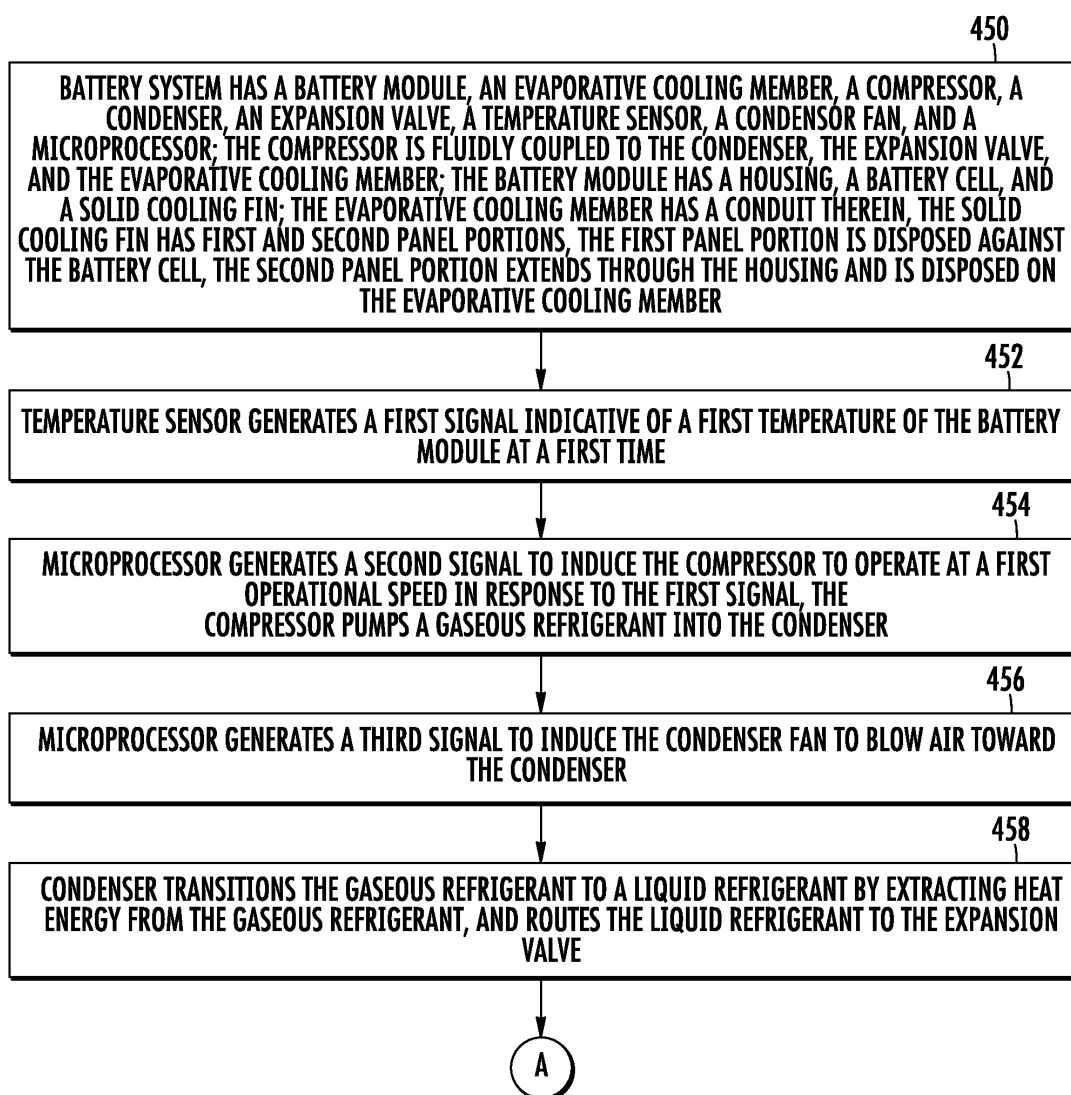 450
BATTERY SYSTEM HAS A BATTERY MODULE, AN EVAPORATIVE COOLING MEMBER, A COMPRESSOR, A
CONDENSER, AN EXPANSION VALVE, A TEMPERATURE SENSOR, A CONDENSOR FAN, AND A
MICROPROCESSOR; THE COMPRESSOR IS FLUIDLY COUPLED TO THE CONDENSER, THE EXPANSION VALVE,
AND THE EVAPORATIVE COOLING MEMBER; THE BATTERY MODULE HAS A HOUSING, A BATTERY CELL, AND
A SOLID COOLING FIN; THE EVAPORATIVE COOLING MEMBER HAS A CONDUIT THEREIN, THE SOLID
COOLING FIN HAS FIRST AND SECOND PANEL PORTIONS, THE FIRST PANEL PORTION IS DISPOSED AGAINST
THE BATTERY CELL, THE SECOND PANEL PORTION EXTENDS THROUGH THE HOUSING AND IS DISPOSED ON
THE EVAPORATIVE COOLING MEMBER
452
TEMPERATURE SENSOR GENERATES A FIRST SIGNAL INDICATIVE OF A FIRST TEMPERATURE OF THE BATTERY
MODULE AT A FIRST TIME
454
MICROPROCESSOR GENERATES A SECOND SIGNAL TO INDUCE THE COMPRESSOR TO OPERATE AT A FIRST
OPERATIONAL SPEED IN RESPONSE TO THE FIRST SIGNAL, THE
COMPRESSOR PUMPS A GASEOUS REFRIGERANT INTO THE CONDENSER
456
MICROPROCESSOR GENERATES A THIRD SIGNAL TO INDUCE THE CONDENSER FAN TO BLOW AIR TOWARD
THE CONDENSER
458
CONDENSER TRANSITIONS THE GASEOUS REFRIGERANT TO A LIQUID REFRIGERANT BY EXTRACTING HEAT
ENERGY FROM THE GASEOUS REFRIGERANT, AND ROUTES THE LIQUID REFRIGERANT TO THE EXPANSION
VALVE
A